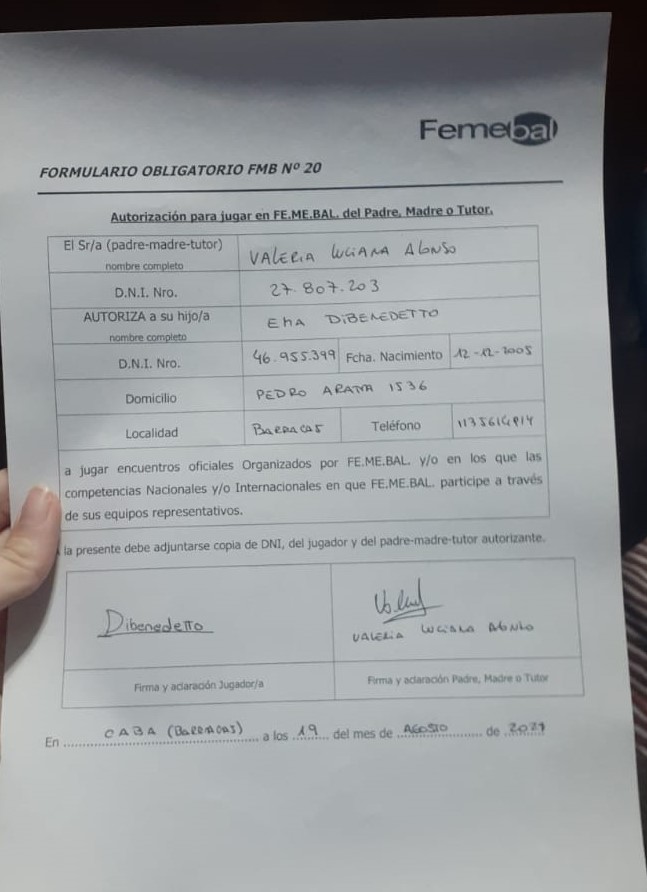 Femebal
FORMULARIO OBLIGATORIO FMB Nº 20
Autorización para jugar en FE.ME.BAL. del Padre, Madre o Tutor.
El Sr/a (padre-madre-tutor) VALERIA LUCIANA ALONSO
nombre completo
D.N.I. Nro. 27.807.203
AUTORIZA a su hijo/a EMA DIBENEDETTO
nombre completo
D.N.I. Nro. 46.955.399 Fcha. Nacimiento 12-12-2005
Domicilio PEDRO 1536
Localidad BARRACAS Teléfono
a jugar encuentros oficiales Organizados por FE.ME.BAL. y/o en los que las
competencias Nacionales y/o Internacionales en que FE.ME.BAL. participe a través
de sus equipos representativos.
la presente debe adjuntarse copia de DNI, del jugador y del padre-madre-tutor autorizante.
Dibenedetto
VALERIA LUCIANA ALONSO
Firma y aclaración Jugador/a Firma y aclaración Padre, Madre o Tutor
En CABA (BARRACAS) a los 19 del mes de AGOSTO de 2021